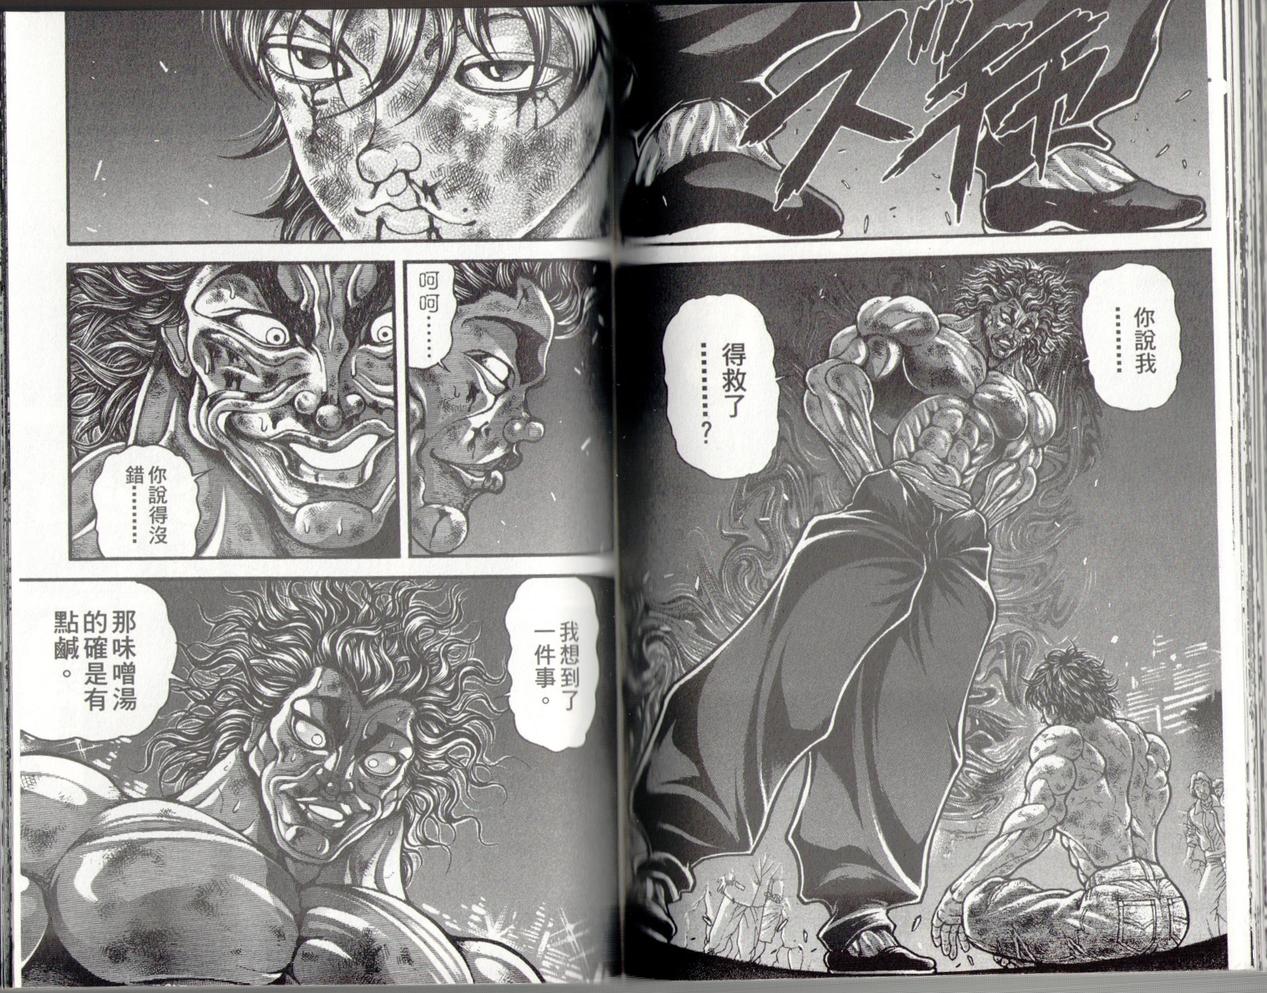 你說我
………
得救了
………？
呵呵……
你說得沒
錯………
我想到了
一件事。
那味噌湯
的確是有
點鹹。